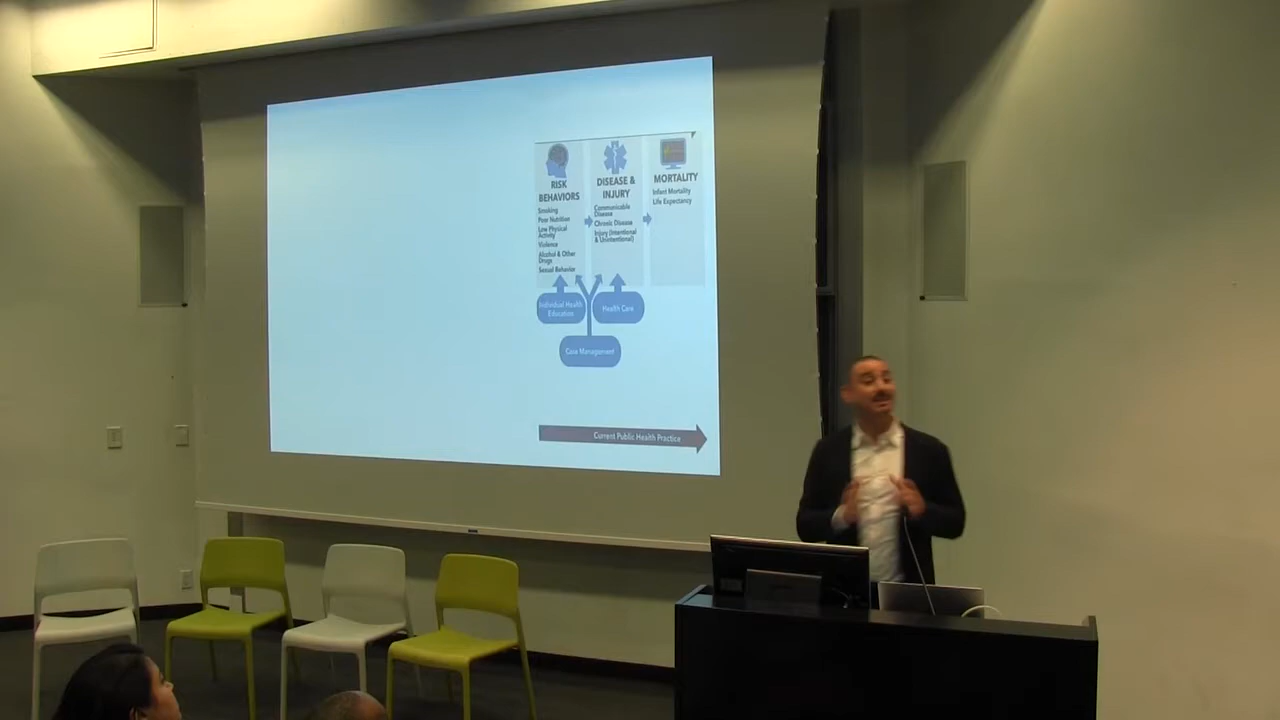 RISK
BEHAVIORS
Smoking
Poor Nutrition
Low Physical
Activity
Violence
Alcohol & Other
Drugs
Sexual Behavior
DISEASE &
INJURY
Communicable
Disease
Chronic Disease
Injury (Intentional
& Unintentional)
MORTALITY
Infant Mortality
Life Expectancy
Individual Health
Education
Health Care
Case Management
Current Public Health Practice